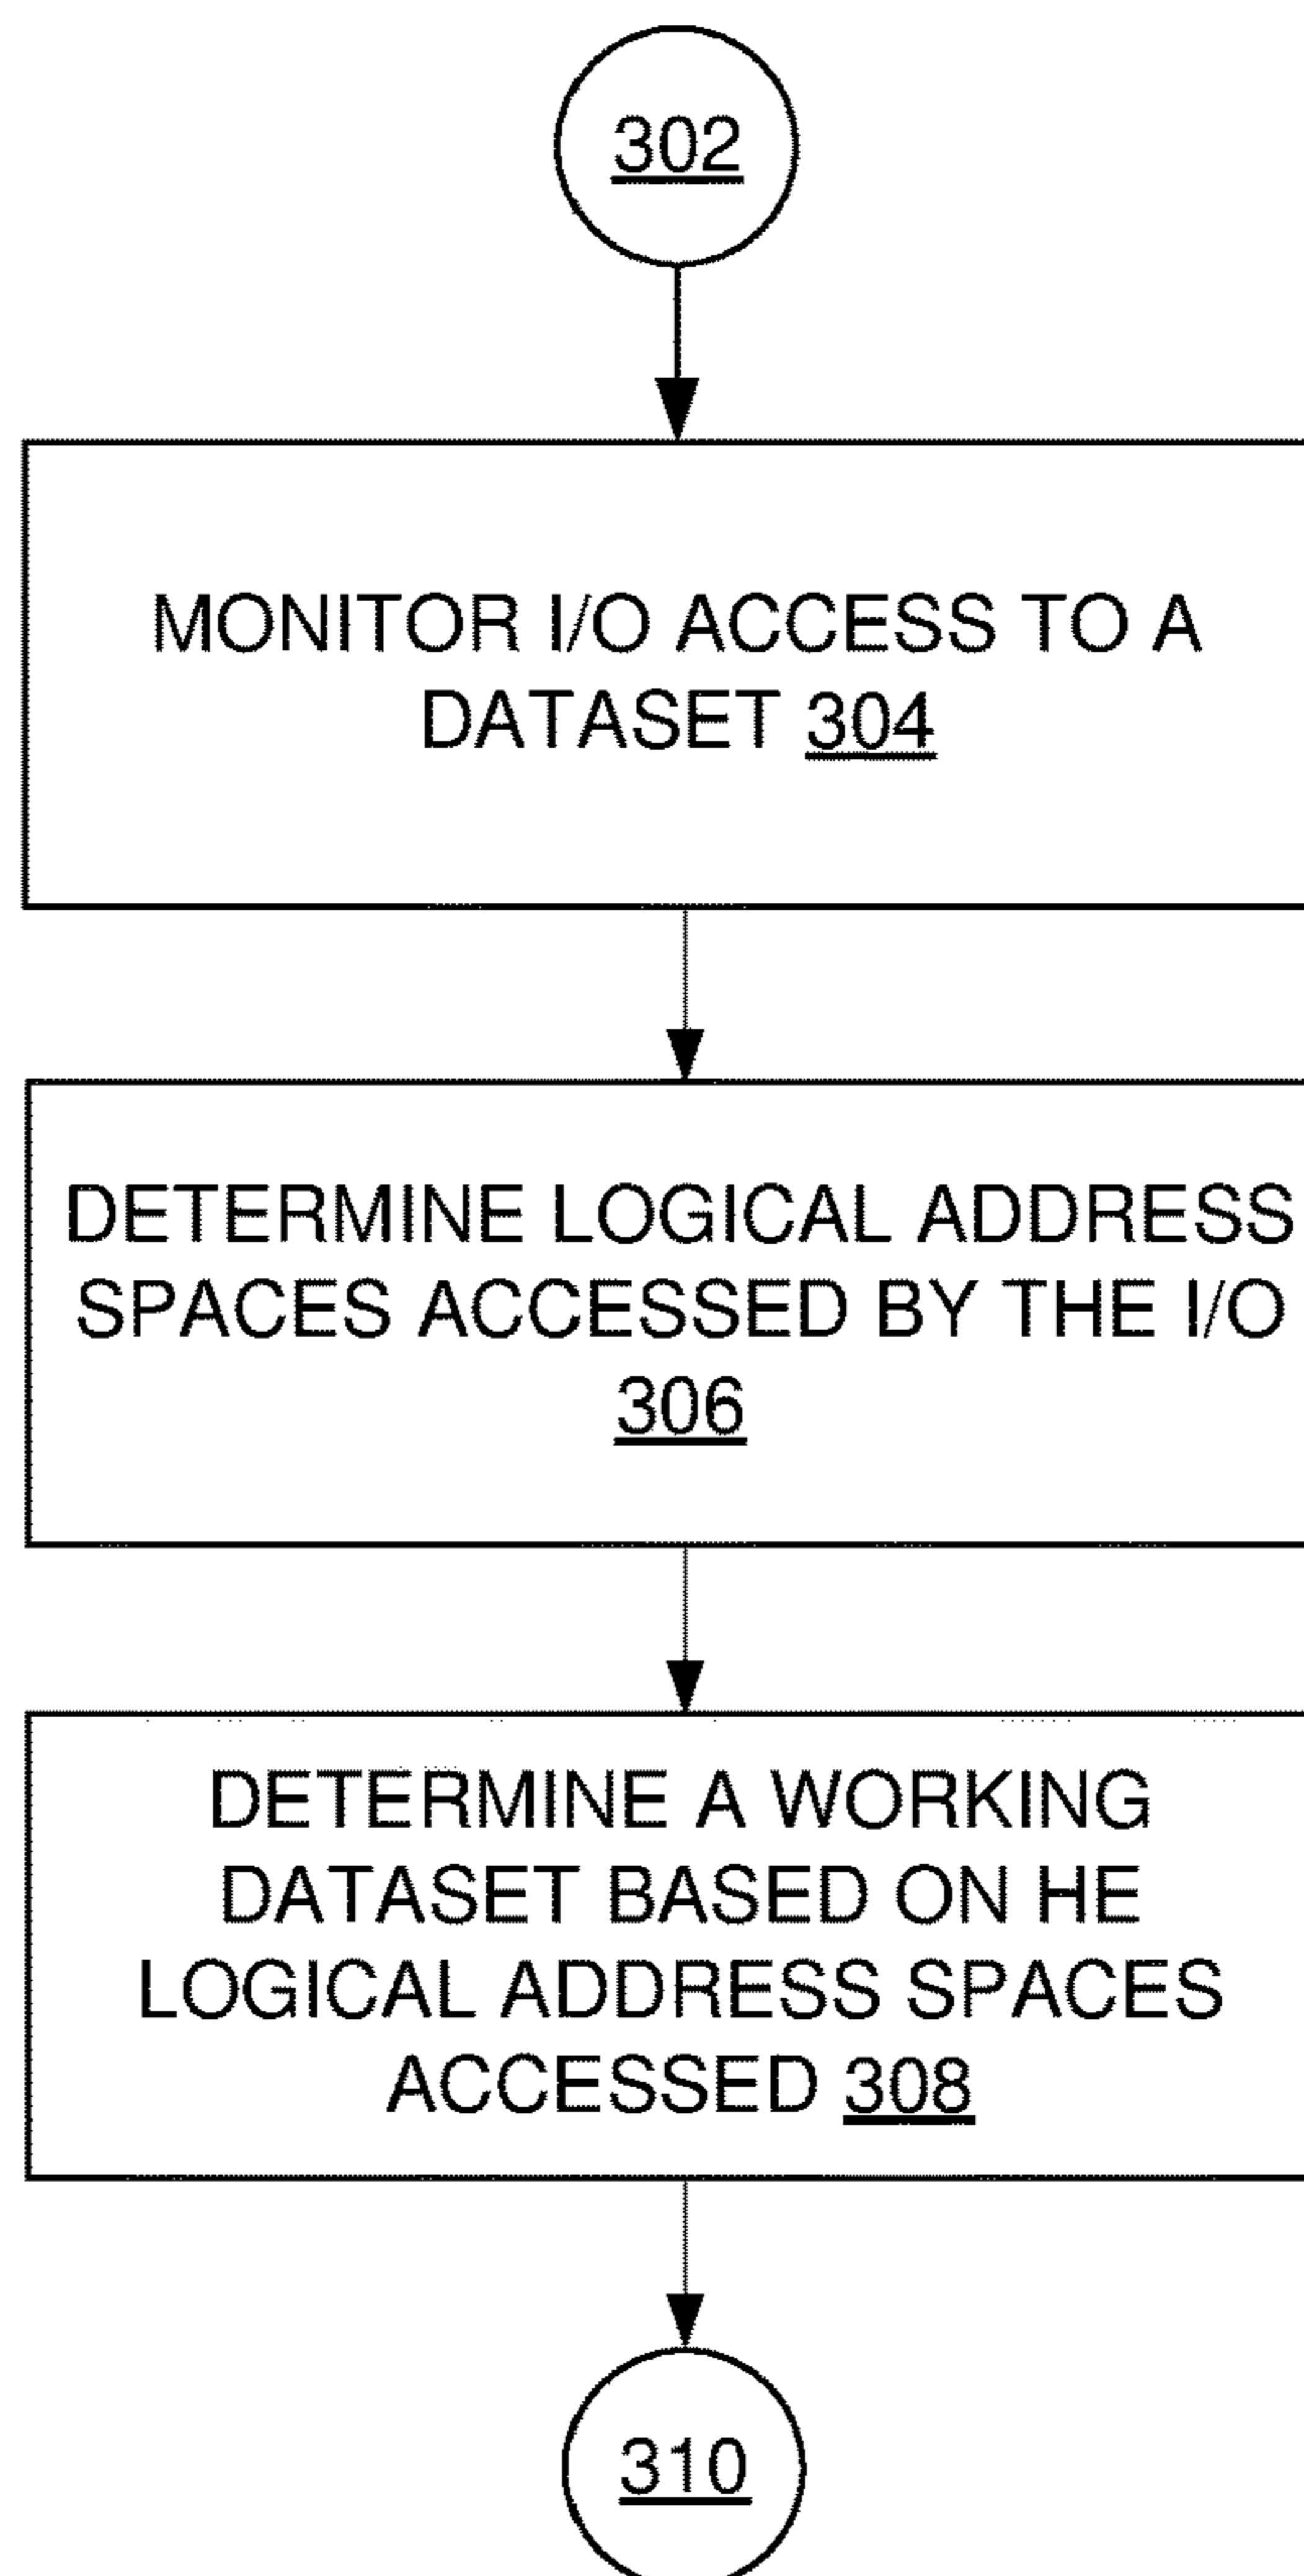 302
MONITOR I/O ACCESS TO A
DATASET 304
DETERMINE LOGICAL ADDRESS
SPACES ACCESSED BY THE I/O
306
DETERMINE A WORKING
DATASET BASED ON HE
LOGICAL ADDRESS SPACES
ACCESSED 308
310